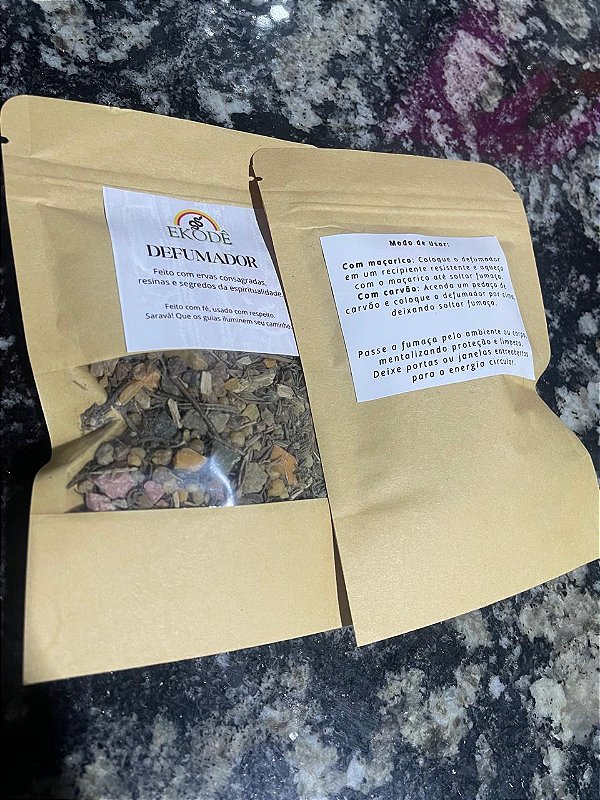 EKODÊ
DEFUMADOR
Feito com ervas consagradas,
resinas e segredos da espiritualidade.
Feito com fé, usado com respeito.
Saravá! Que os guias iluminem seu caminho.
Modo de Usar:
Com maçarico: Coloque o defumador
em um recipiente resistente e aqueça
com o maçarico até soltar fumaça.
Com carvão: Acenda um pedaço de
carvão e coloque o defumador por cima,
deixando soltar fumaça.
Passe a fumaça pelo ambiente ou corpo,
mentalizando proteção e limpeza.
Deixe portas ou janelas entreabertas
para a energia circular.